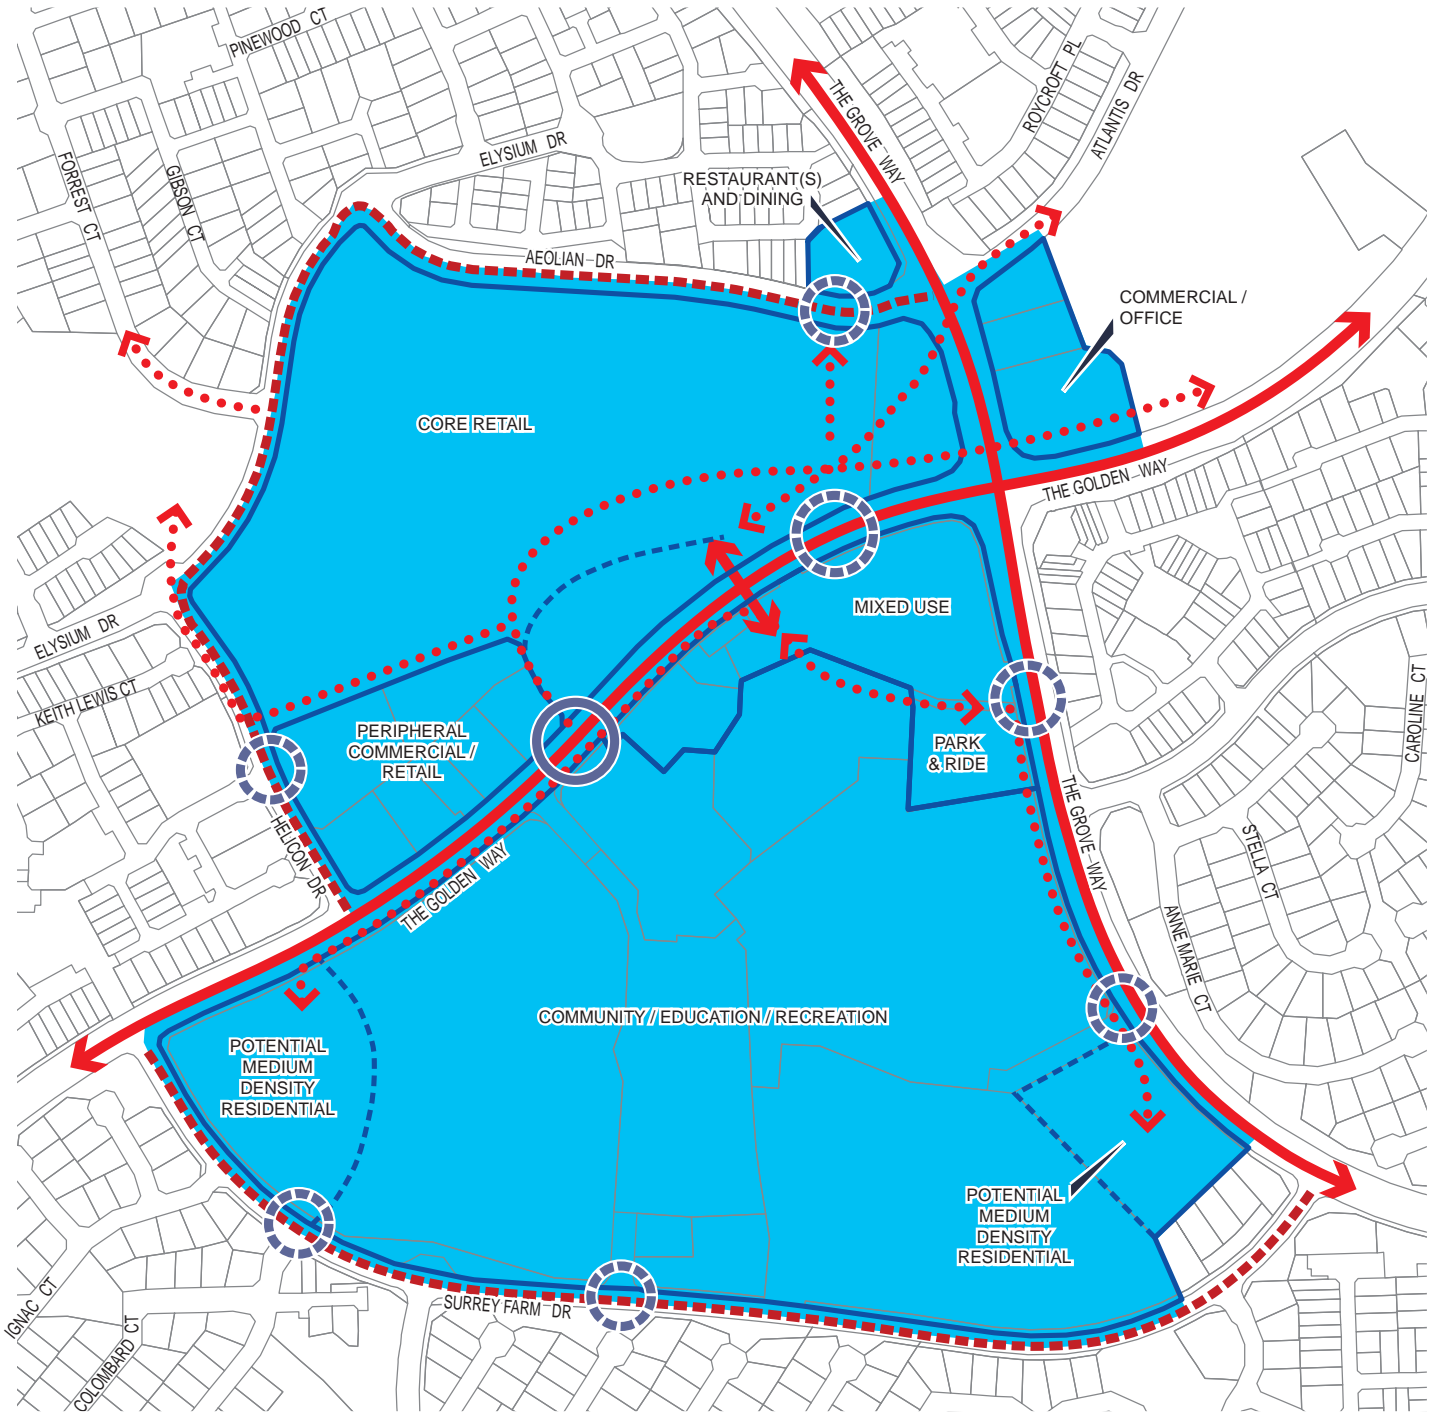 PINEWOOD CT
THE GROVE WAY
ROYCROFT PL
ATLANTIS DR
ELYSIUM DR
FORREST CT
GIBSON CT
RESTAURANT(S)
AND DINING
AEOLIAN DR
COMMERCIAL /
OFFICE
CORE RETAIL
THE GOLDEN WAY
MIXED USE
ELYSIUM DR
KEITH LEWIS CT
CAROLINE CT
PERIPHERAL
COMMERCIAL /
RETAIL
PARK
& RIDE
HELICON DR
THE GROVE WAY
THE GOLDEN WAY
STELLA CT
ANNE MARIE CT
COMMUNITY / EDUCATION / RECREATION
POTENTIAL
MEDIUM
DENSITY
RESIDENTIAL
POTENTIAL
MEDIUM
DENSITY
RESIDENTIAL
SURREY FARM DR
IGNAC CT
COLOMBARD CT